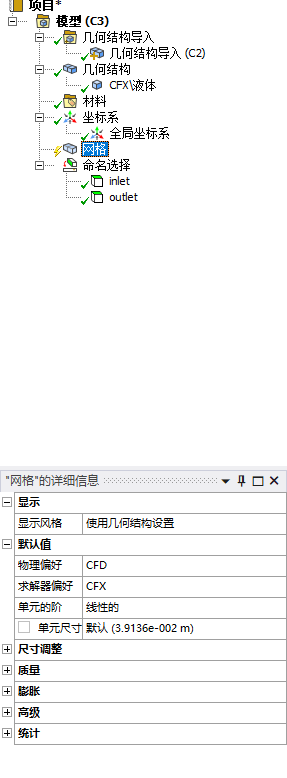 项目*
模型 (C3)
几何结构导入
几何结构导入 (C2)
几何结构
CFX\液体
材料
坐标系
全局坐标系
网格
命名选择
inlet
outlet
"网格"的详细信息
显示
显示风格 使用几何结构设置
默认值
物理偏好 CFD
求解器偏好 CFX
单元的阶 线性的
单元尺寸 默认 (3.9136e-002 m)
尺寸调整
质量
膨胀
高级
统计